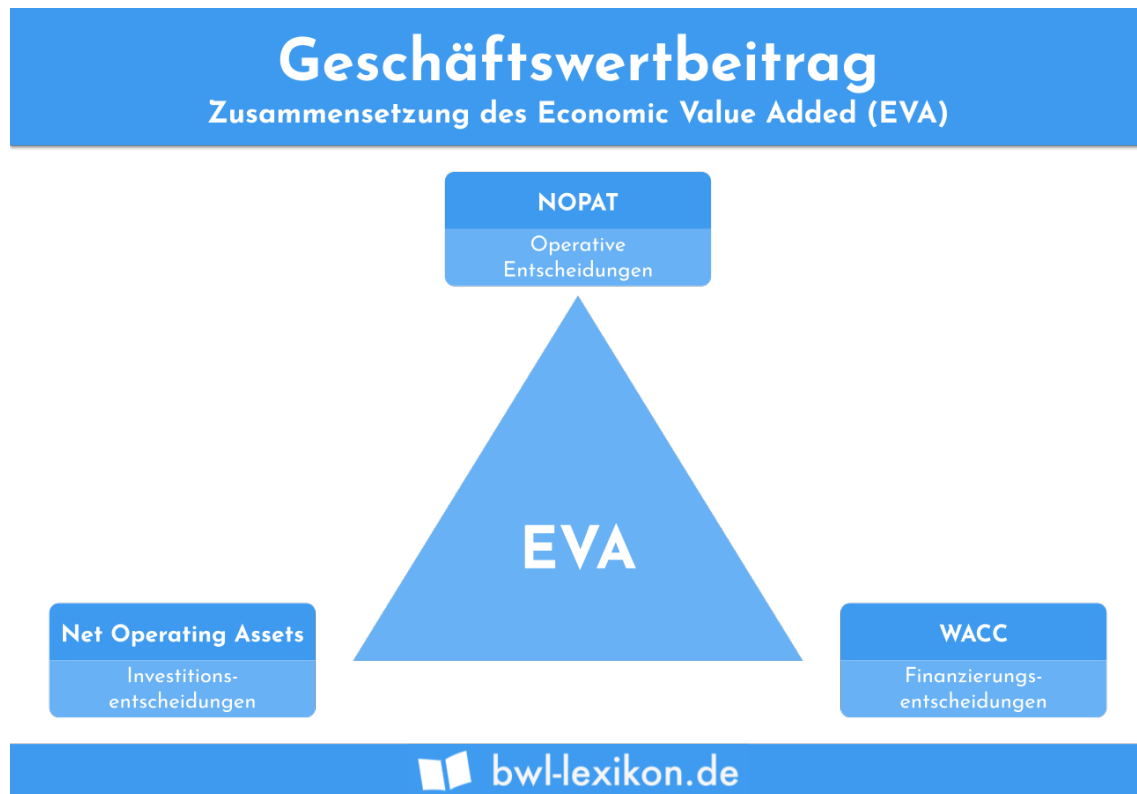 Geschäftswertbeitrag
Zusammensetzung des Economic Value Added (EVA)
NOPAT
Operative
Entscheidungen
EVA
Net Operating Assets
Investitions-
entscheidungen
WACC
Finanzierungs-
entscheidungen
bwl-lexikon.de